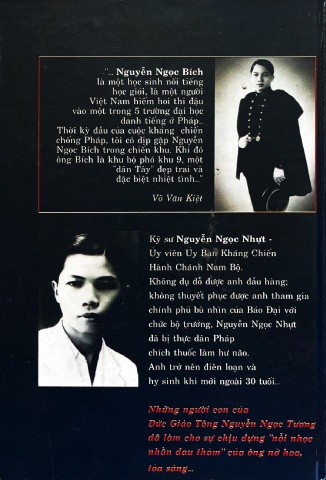 "... Nguyễn Ngọc Bích
là một học sinh nổi tiếng
học giỏi, là một người
Việt Nam hiếm hoi thi đậu
vào một trong 5 trường đại học
danh tiếng ở Pháp..
Thời kỳ đầu của cuộc kháng chiến
chống Pháp, tôi có dịp gặp Nguyễn
Ngọc Bích trong chiến khu. Khi đó
ông Bích là khu bộ phó khu 9, một
"dân Tây" đẹp trai và
đặc biệt nhiệt tình..."
Võ Văn Kiệt
Kỹ sư Nguyễn Ngọc Nhựt -
Ủy viên Ủy Ban Kháng Chiến
Hành Chánh Nam Bộ.
Không dụ dỗ được anh đầu hàng;
không thuyết phục được anh tham gia
chính phủ bù nhìn của Bảo Đại với
chức bộ trưởng, Nguyễn Ngọc Nhựt
đã bị thực dân Pháp
chích thuốc làm hư não.
Anh trở nên điên loạn và
hy sinh khi mới ngoài 30 tuổi...
Những người con của
Đức Giáo Tông Nguyễn Ngọc Tương
đã làm cho sự chịu đựng "nỗi nhọc
nhằn đau thảm" của ông nở hoa,
tỏa sáng...